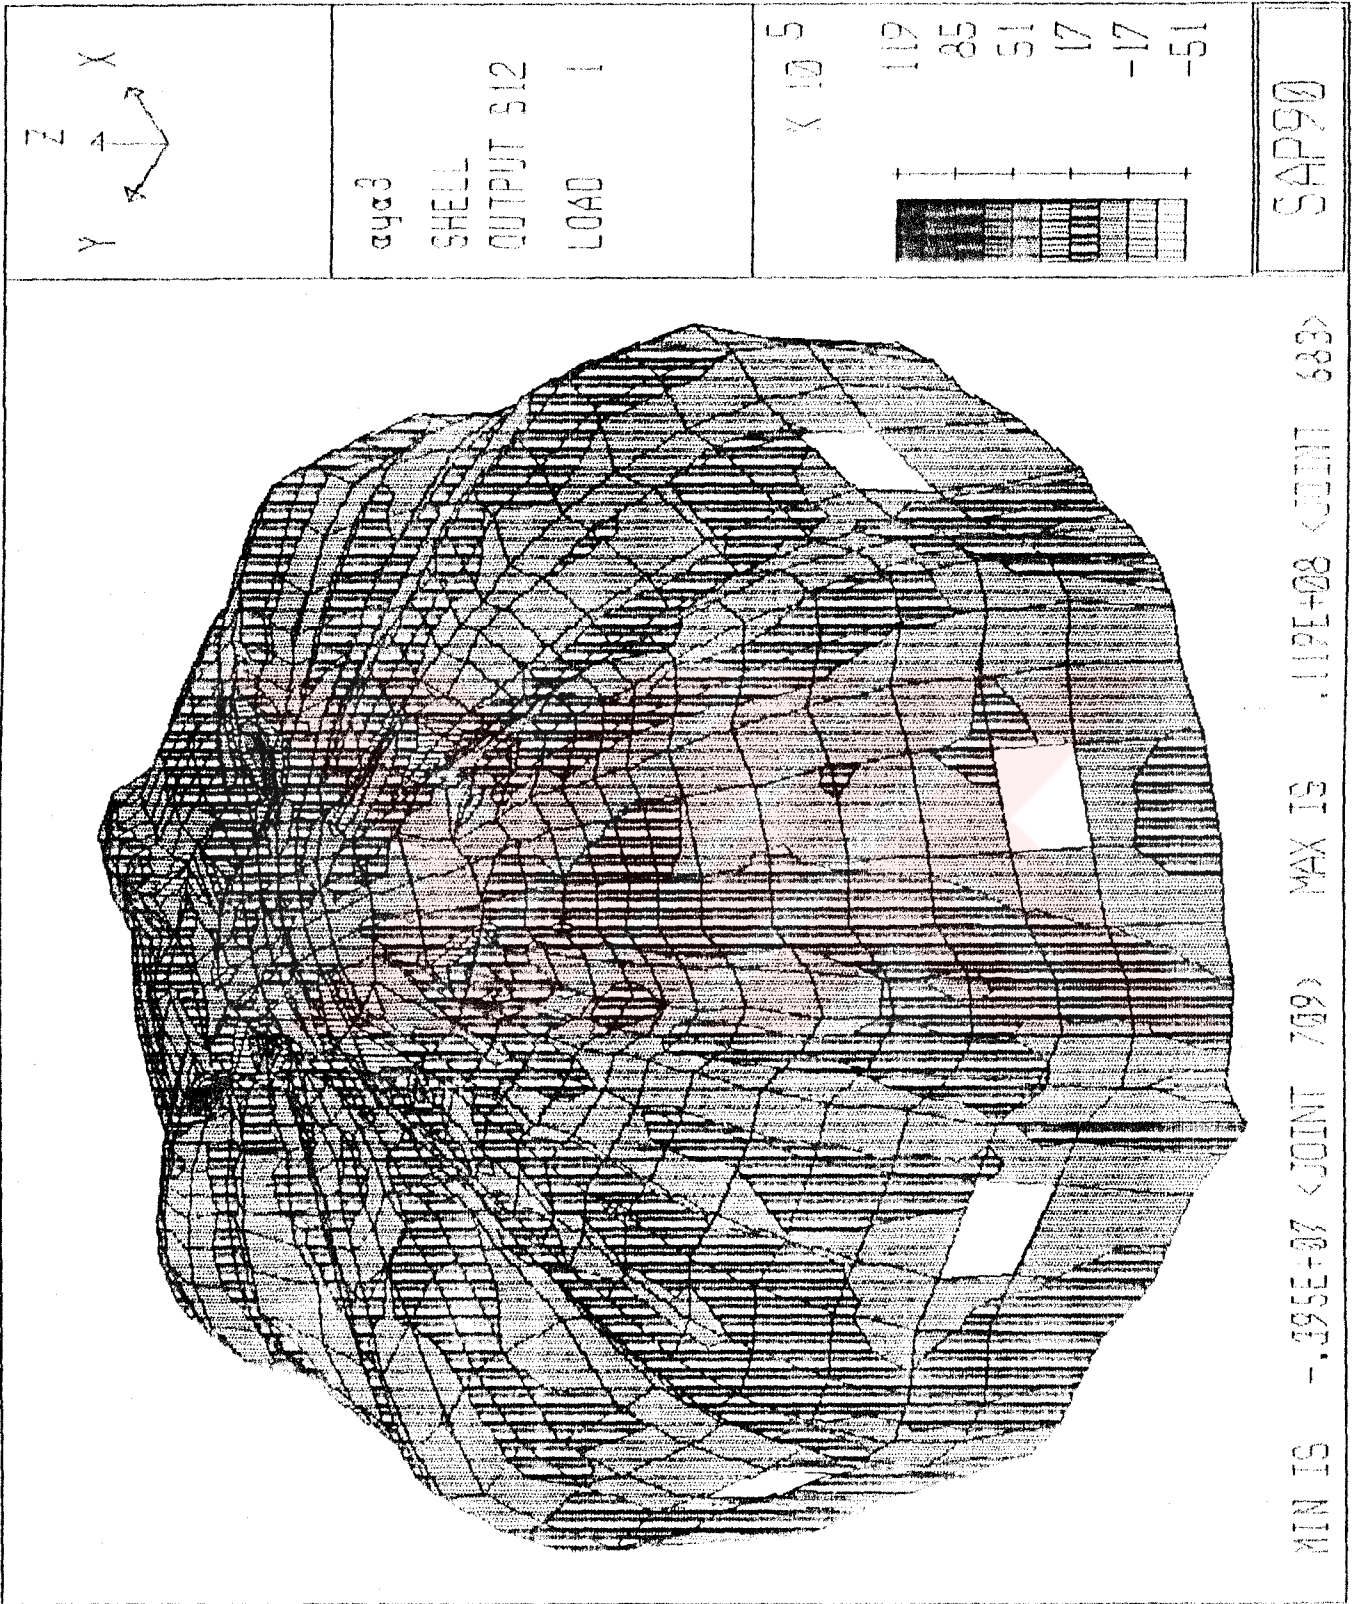 Z
Y X
aya3
SHELL
OUTPUT S12
LOAD 1
X 10 5
119
85
51
17
-17
-51
SAP90
MIN IS -.395E+07 <JOINT 709> MAX IS .119E+08 <JOINT 683>